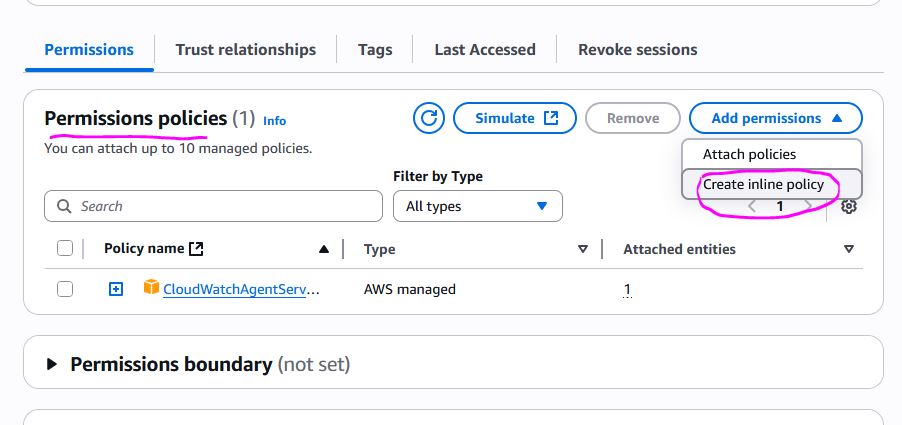 Permissions
Trust relationships
Tags
Last Accessed
Revoke sessions
Permissions policies (1) Info
Simulate
Remove
Add permissions
You can attach up to 10 managed policies.
Attach policies
Create inline policy
Filter by Type
Search
All types
1
Policy name
Type
Attached entities
CloudWatchAgentServ...
AWS managed
1
Permissions boundary (not set)